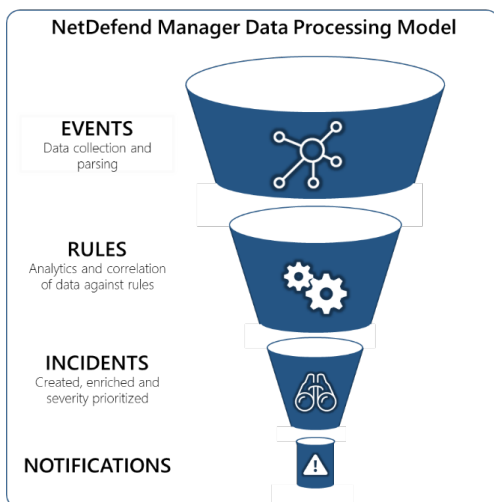 NetDefend Manager Data Processing Model
EVENTS
Data collection and
parsing
RULES
Analytics and correlation
of data against rules
INCIDENTS
Created, enriched and
severity prioritized
NOTIFICATIONS